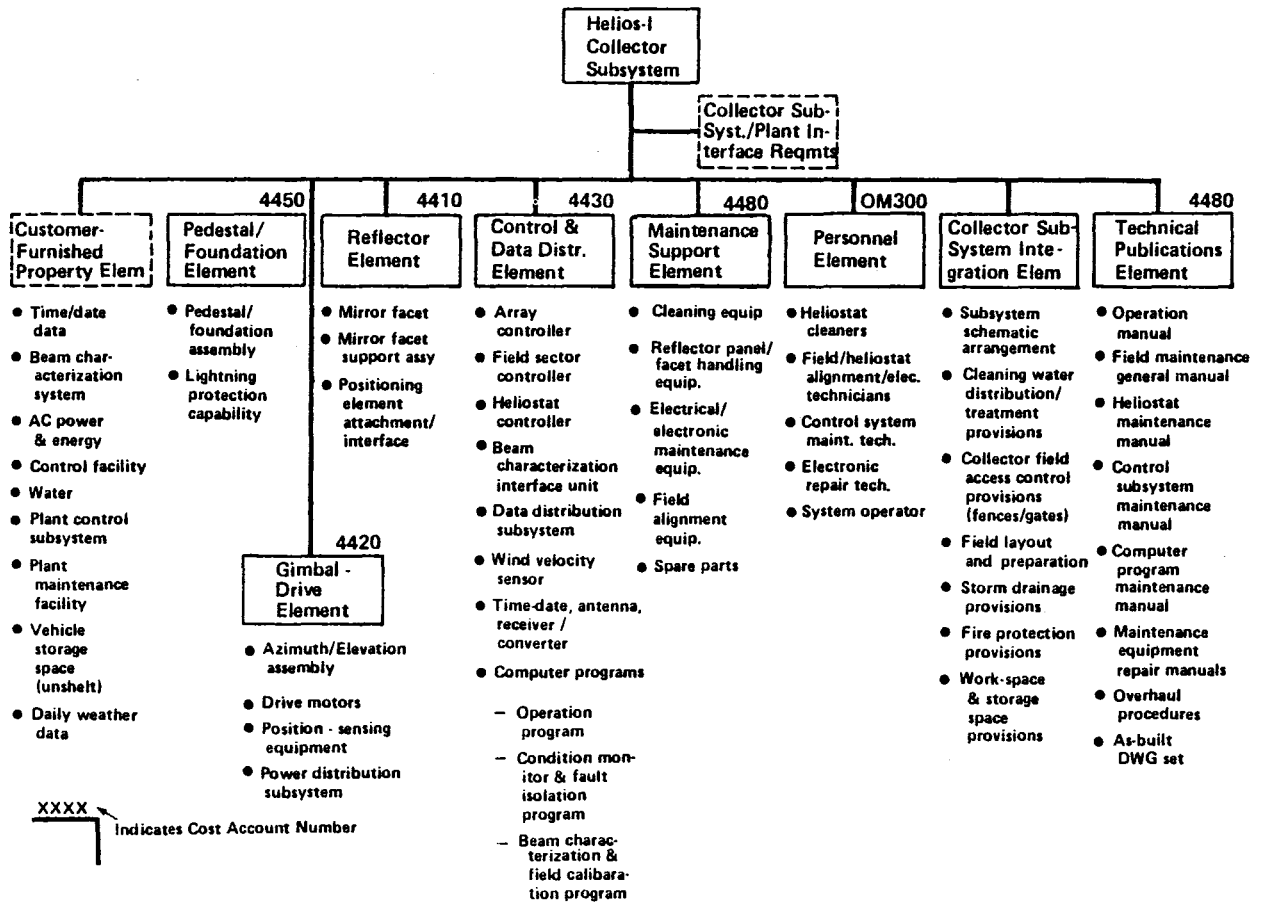 Helios-I
Collector
Subsystem
Collector Sub-
Syst./Plant In-
terface Reqmts
Customer-
Furnished
Property Elem
● Time/date
data
● Beam char-
acterization
system
● AC power
& energy
● Control facility
● Water
● Plant control
subsystem
● Plant
maintenance
facility
● Vehicle
storage
space
(unshelt)
● Daily weather
data
4450
Pedestal/
Foundation
Element
● Pedestal/
foundation
assembly
● Lightning
protection
capability
4420
Gimbal -
Drive
Element
● Azimuth/Elevation
assembly
● Drive motors
● Position - sensing
equipment
● Power distribution
subsystem
4410
Reflector
Element
● Mirror facet
● Mirror facet
support assy
● Positioning
element
attachment/
interface
4430
Control &
Data Distr.
Element
● Array
controller
● Field sector
controller
● Heliostat
controller
● Beam
characterization
interface unit
● Data distribution
subsystem
● Wind velocity
sensor
● Time-date, antenna,
receiver /
converter
● Computer programs
– Operation
program
– Condition mon-
itor & fault
isolation
program
– Beam charac-
terization &
field calibara-
tion program
4480
Maintenance
Support
Element
● Cleaning equip
● Reflector panel/
facet handling
equip.
● Electrical/
electronic
maintenance
equip.
● Field
alignment
equip.
● Spare parts
OM300
Personnel
Element
● Heliostat
cleaners
● Field/heliostat
alignment/elec.
technicians
● Control system
maint. tech.
● Electronic
repair tech.
● System operator
Collector Sub-
System Inte-
gration Elem
● Subsystem
schematic
arrangement
● Cleaning water
distribution/
treatment
provisions
● Collector field
access control
provisions
(fences/gates)
● Field layout
and preparation
● Storm drainage
provisions
● Fire protection
provisions
● Work-space
& storage
space
provisions
4480
Technical
Publications
Element
● Operation
manual
● Field maintenance
general manual
● Heliostat
maintenance
manual
● Control
subsystem
maintenance
manual
● Computer
program
maintenance
manual
● Maintenance
equipment
repair manuals
● Overhaul
procedures
● As-built
DWG set
XXXX
Indicates Cost Account Number